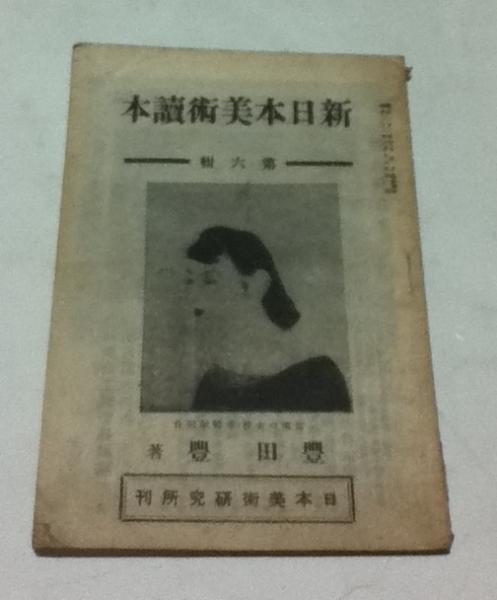 新日本美術讀本
第六輯
豐田豐著
日本美術研究所刊